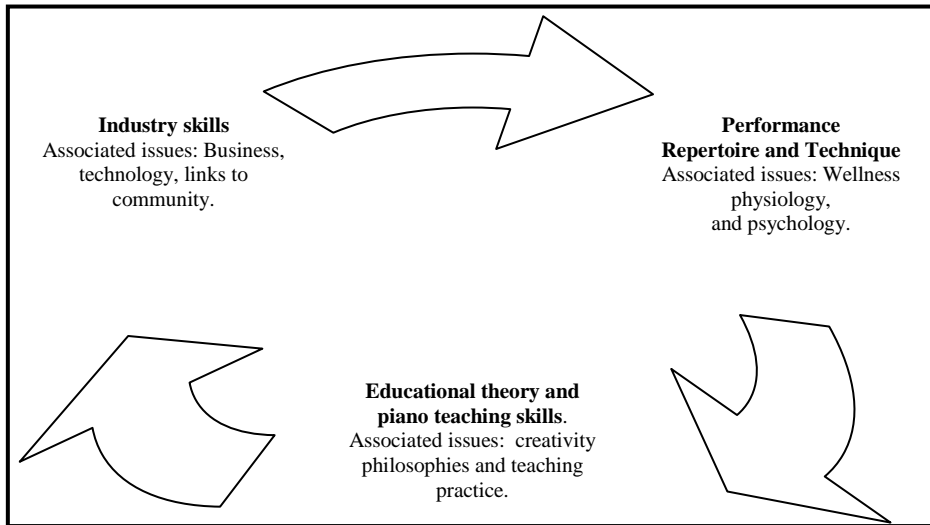 Industry skills
Associated issues: Business,
technology, links to
community.
Performance
Repertoire and Technique
Associated issues: Wellness
physiology,
and psychology.
Educational theory and
piano teaching skills.
Associated issues: creativity
philosophies and teaching
practice.